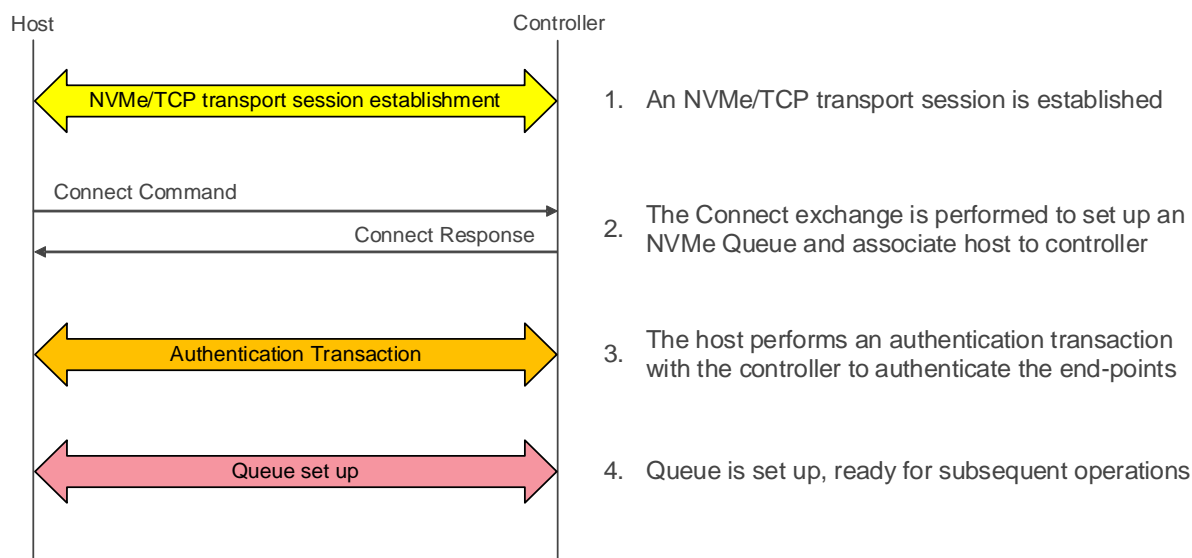 Host
Controller
NVMe/TCP transport session establishment
1. An NVMe/TCP transport session is established
Connect Command
Connect Response
2. The Connect exchange is performed to set up an
NVMe Queue and associate host to controller
Authentication Transaction
3. The host performs an authentication transaction
with the controller to authenticate the end-points
Queue set up
4. Queue is set up, ready for subsequent operations